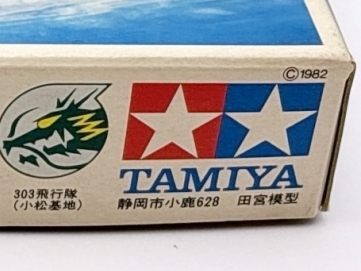 ©1982
TAMIYA
303飛行隊
(小松基地)
静岡市小鹿628 田宮模型